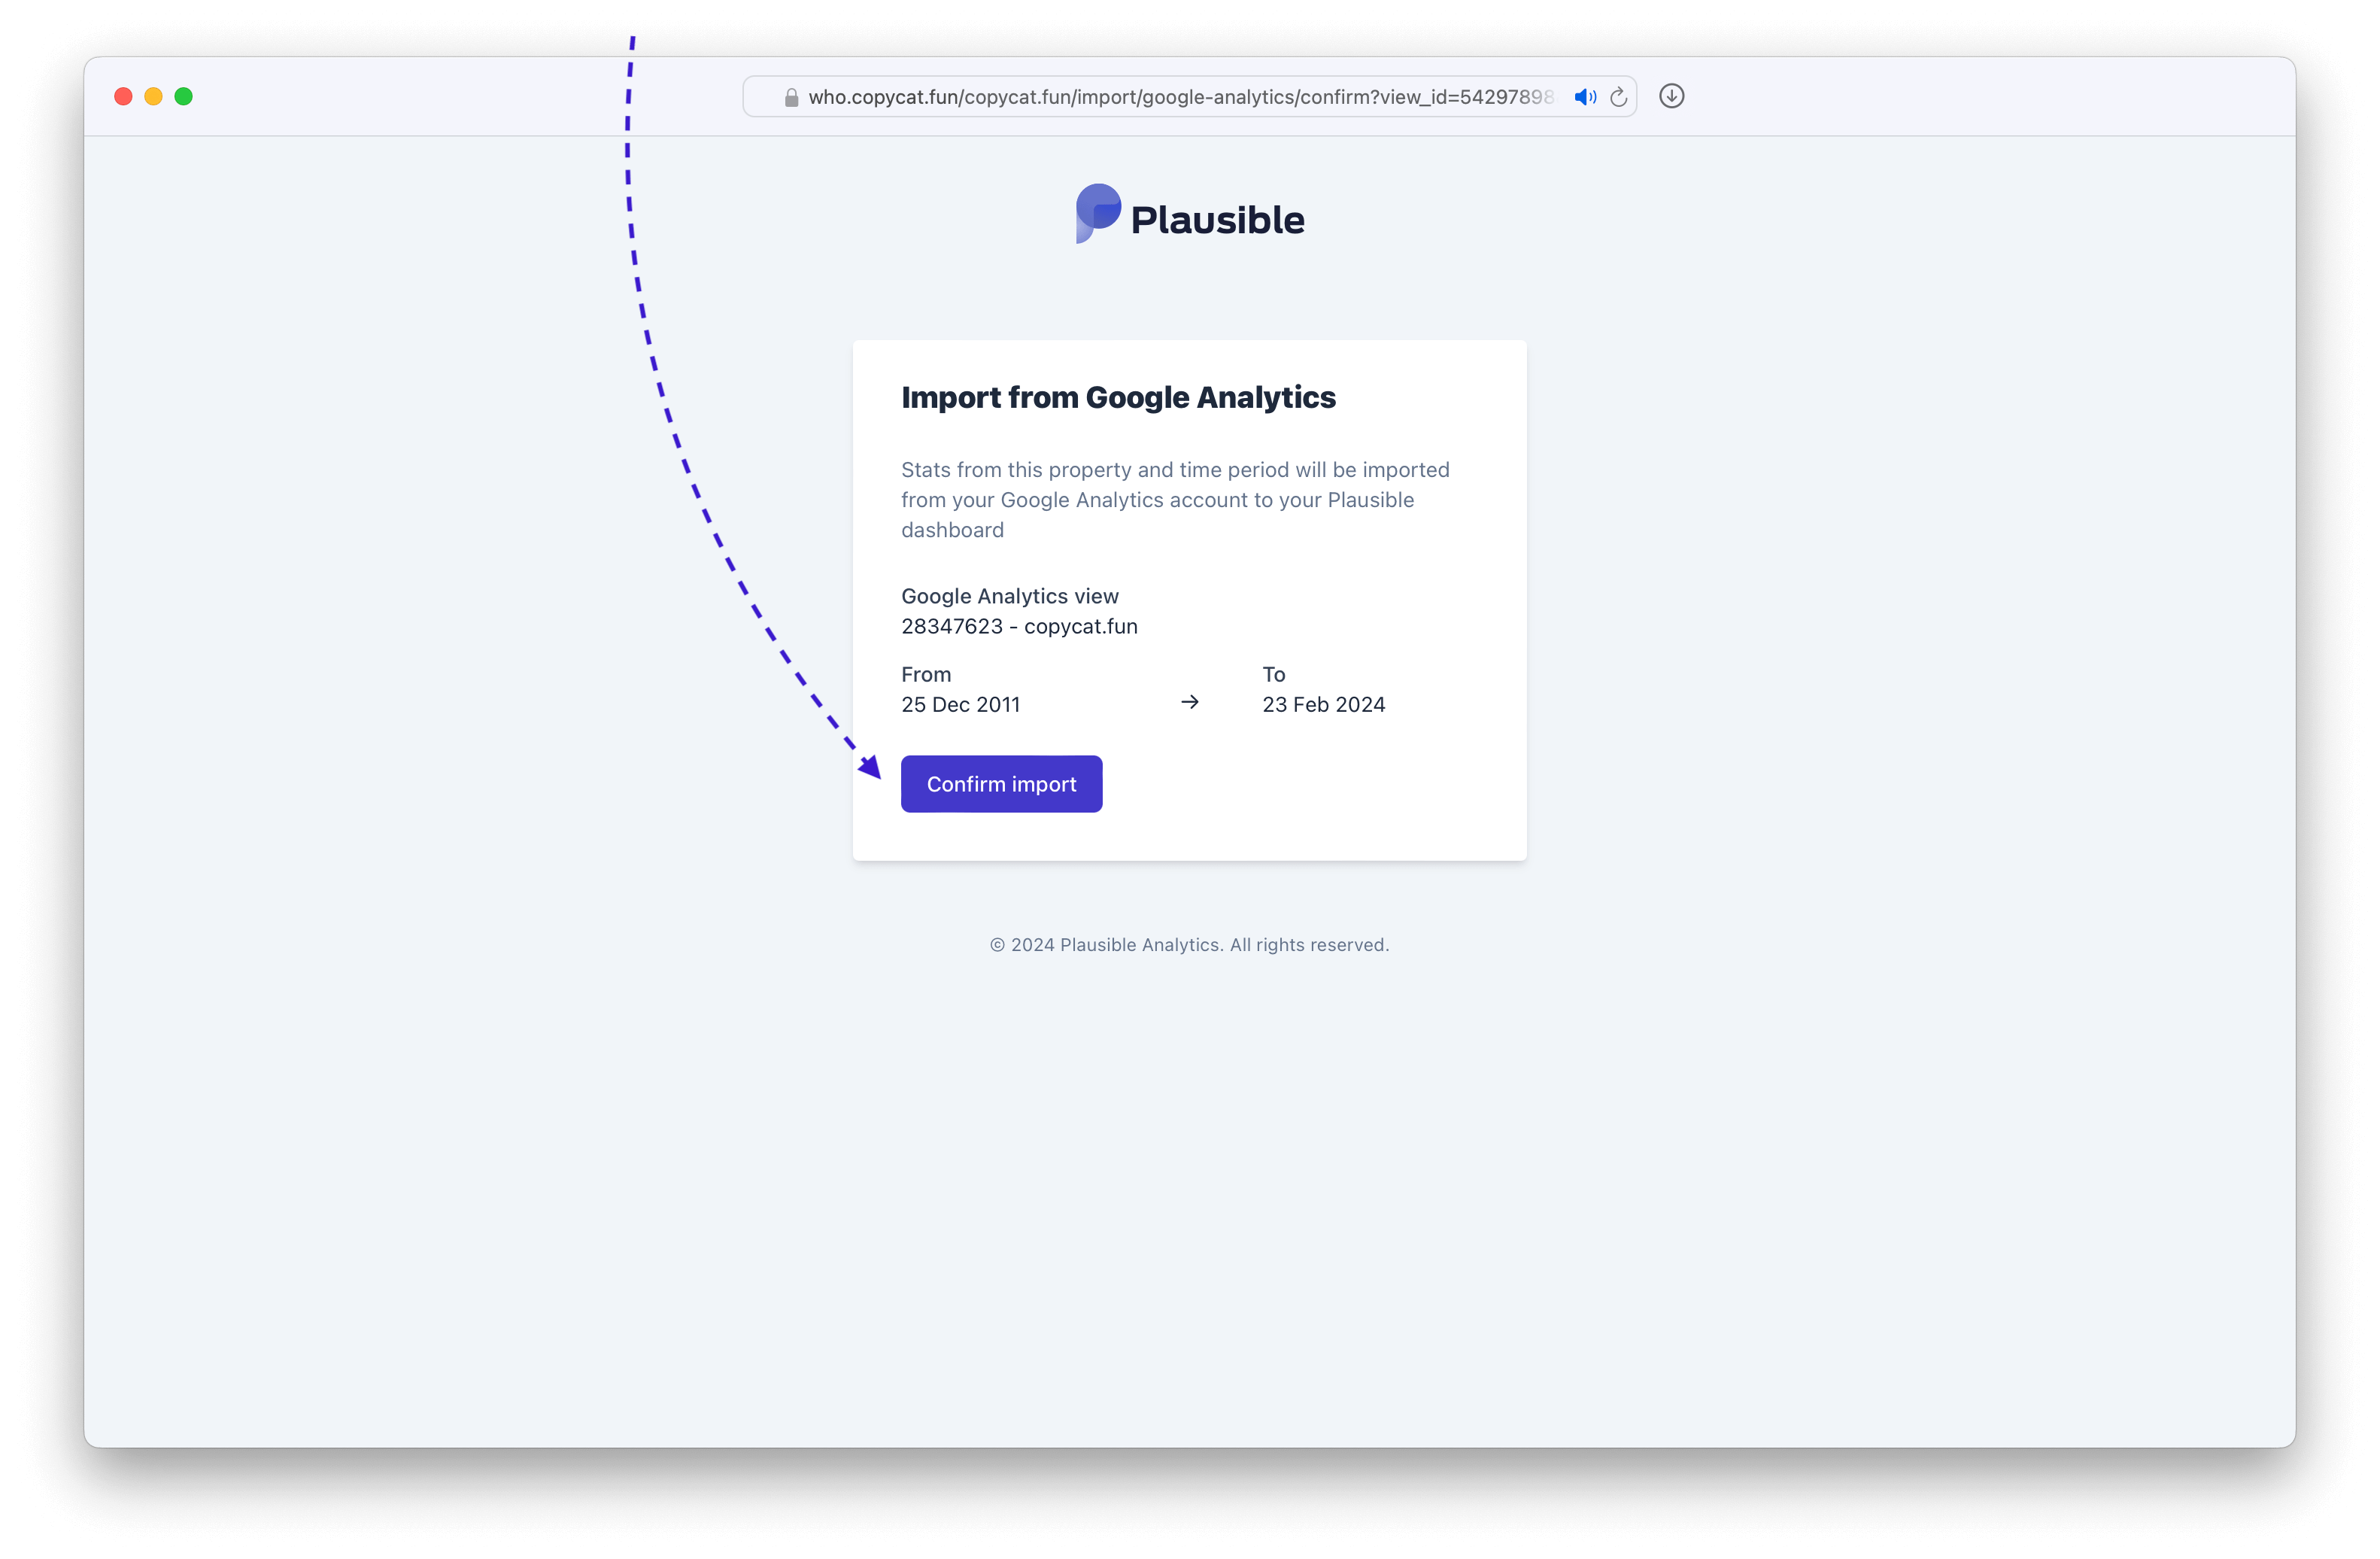 who.copycat.fun/copycat.fun/import/google-analytics/confirm?view_id=54297898
Plausible
Import from Google Analytics
Stats from this property and time period will be imported
from your Google Analytics account to your Plausible
dashboard
Google Analytics view
28347623 - copycat.fun
From
To
25 Dec 2011
→
23 Feb 2024
Confirm import
© 2024 Plausible Analytics. All rights reserved.